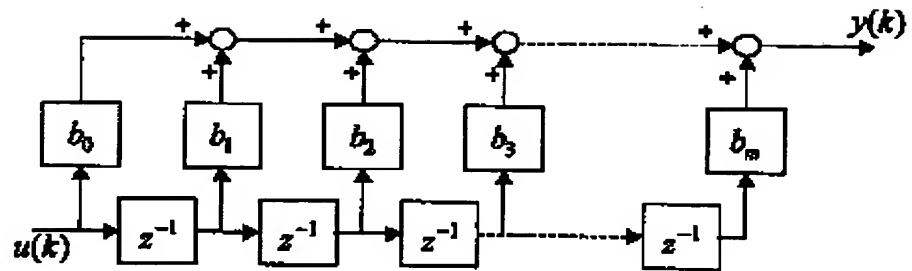 + + + + y(k)
+ + + +
b₀ b₁ b₂ b₃ bₘ
u(k) z⁻¹ z⁻¹ z⁻¹ z⁻¹